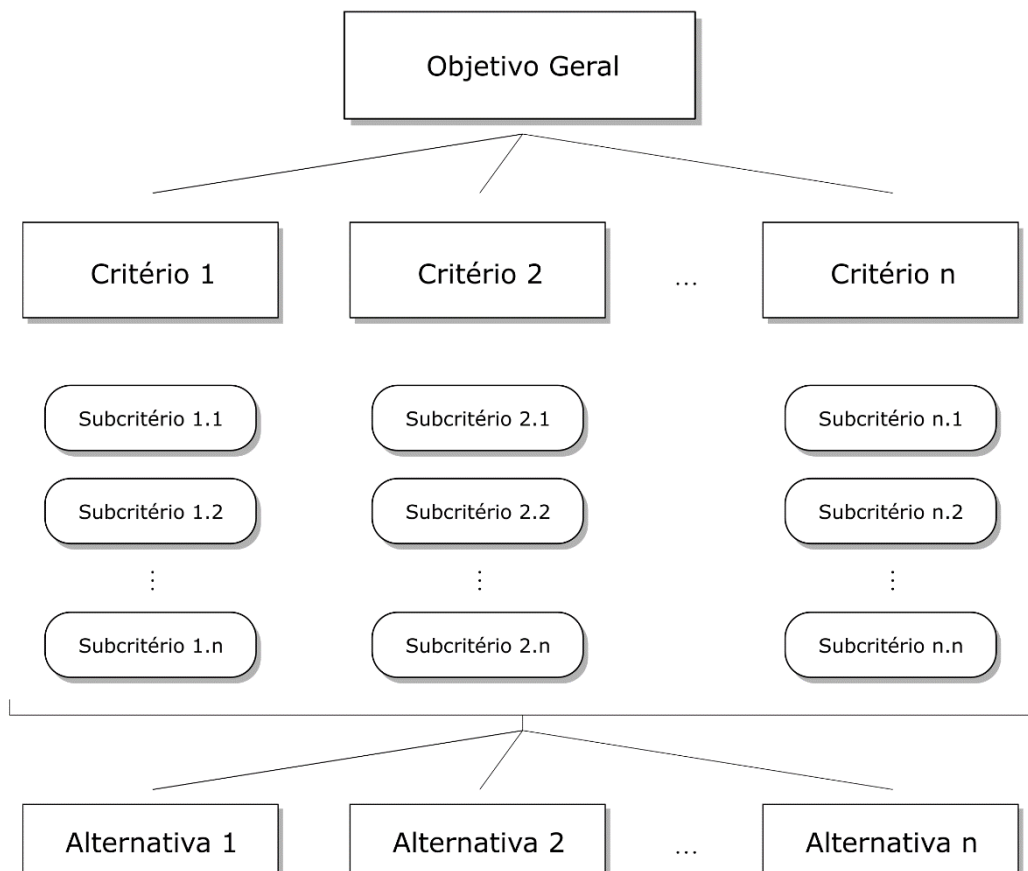 Objetivo Geral
Critério 1
Critério 2
...
Critério n
Subcritério 1.1
Subcritério 2.1
Subcritério n.1
Subcritério 1.2
Subcritério 2.2
Subcritério n.2
⋮
⋮
⋮
Subcritério 1.n
Subcritério 2.n
Subcritério n.n
Alternativa 1
Alternativa 2
...
Alternativa n